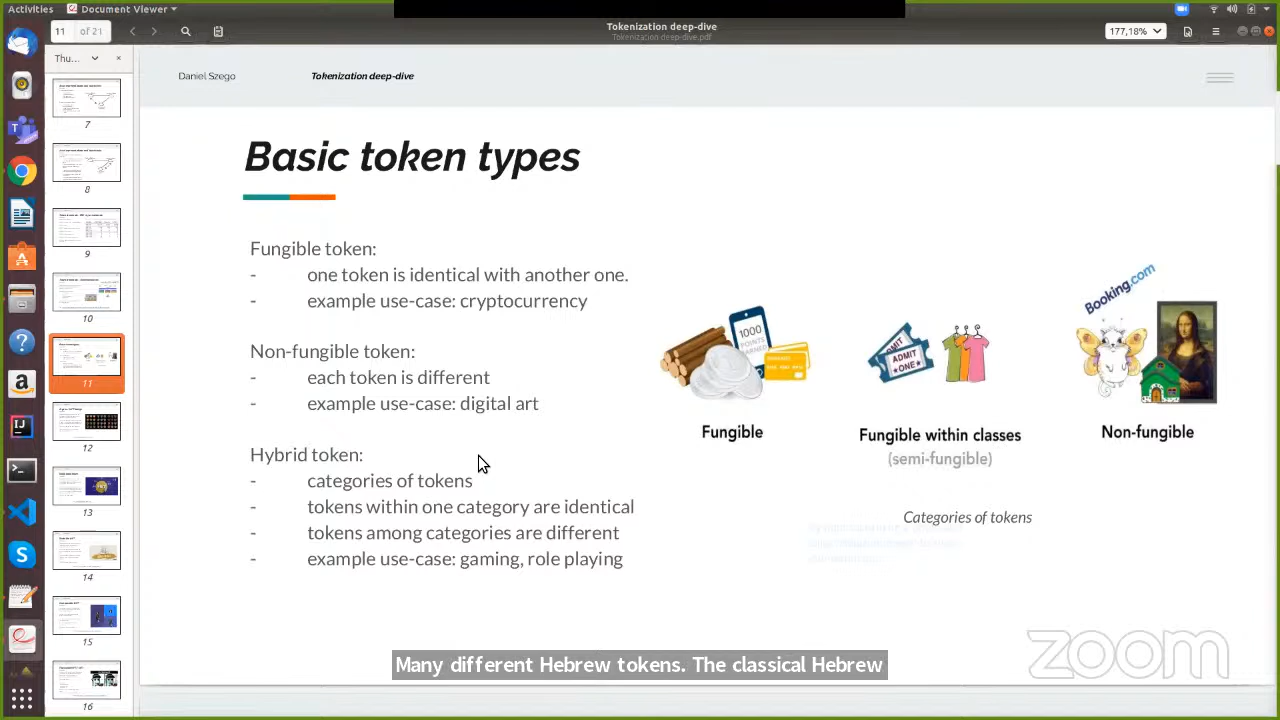 Activities
Document Viewer
11
of 21
Tokenization deep-dive
Tokenization deep-dive.pdf
177,18%
Thu...
7
8
9
10
11
12
13
14
15
16
Daniel Szego
Tokenization deep-dive
Basic token types
Fungible token:
- one token is identical with another one.
- example use-case: cryptocurrency
Non-fungible token:
- each token is different
- example use-case: digital art
Hybrid token:
- categories of tokens
- tokens within one category are identical
- tokens among categories are different
- example use-case: gaming, role playing
1000
POINTS
EARNED
ADMIT
ADMIT
ONE
Booking.com
Fungible
Fungible within classes
(semi-fungible)
Non-fungible
Categories of tokens
zoom
Many different Hebrew tokens. The classical Hebrew